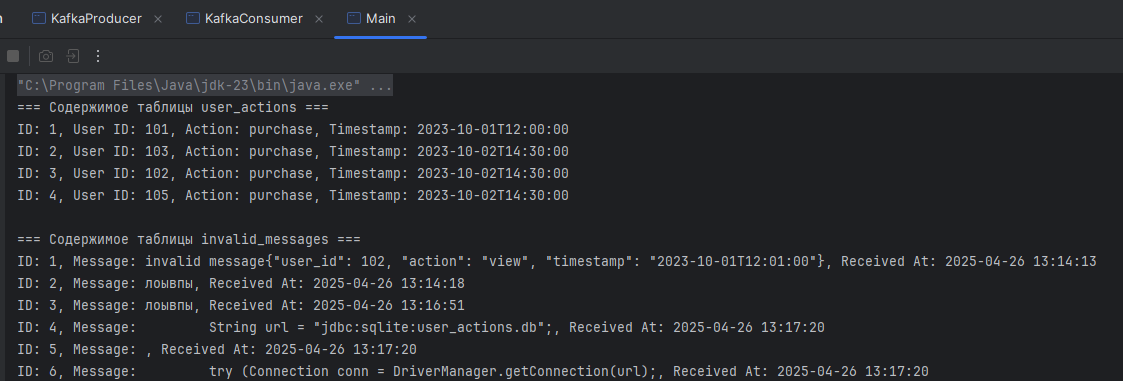 KafkaProducer × KafkaConsumer × Main ×
"C:\Program Files\Java\jdk-23\bin\java.exe" ...
=== Содержимое таблицы user_actions ===
ID: 1, User ID: 101, Action: purchase, Timestamp: 2023-10-01T12:00:00
ID: 2, User ID: 103, Action: purchase, Timestamp: 2023-10-02T14:30:00
ID: 3, User ID: 102, Action: purchase, Timestamp: 2023-10-02T14:30:00
ID: 4, User ID: 105, Action: purchase, Timestamp: 2023-10-02T14:30:00
=== Содержимое таблицы invalid_messages ===
ID: 1, Message: invalid message{"user_id": 102, "action": "view", "timestamp": "2023-10-01T12:01:00"}, Received At: 2025-04-26 13:14:13
ID: 2, Message: лоывпы, Received At: 2025-04-26 13:14:18
ID: 3, Message: лоывпы, Received At: 2025-04-26 13:16:51
ID: 4, Message:         String url = "jdbc:sqlite:user_actions.db";, Received At: 2025-04-26 13:17:20
ID: 5, Message: , Received At: 2025-04-26 13:17:20
ID: 6, Message:         try (Connection conn = DriverManager.getConnection(url);, Received At: 2025-04-26 13:17:20